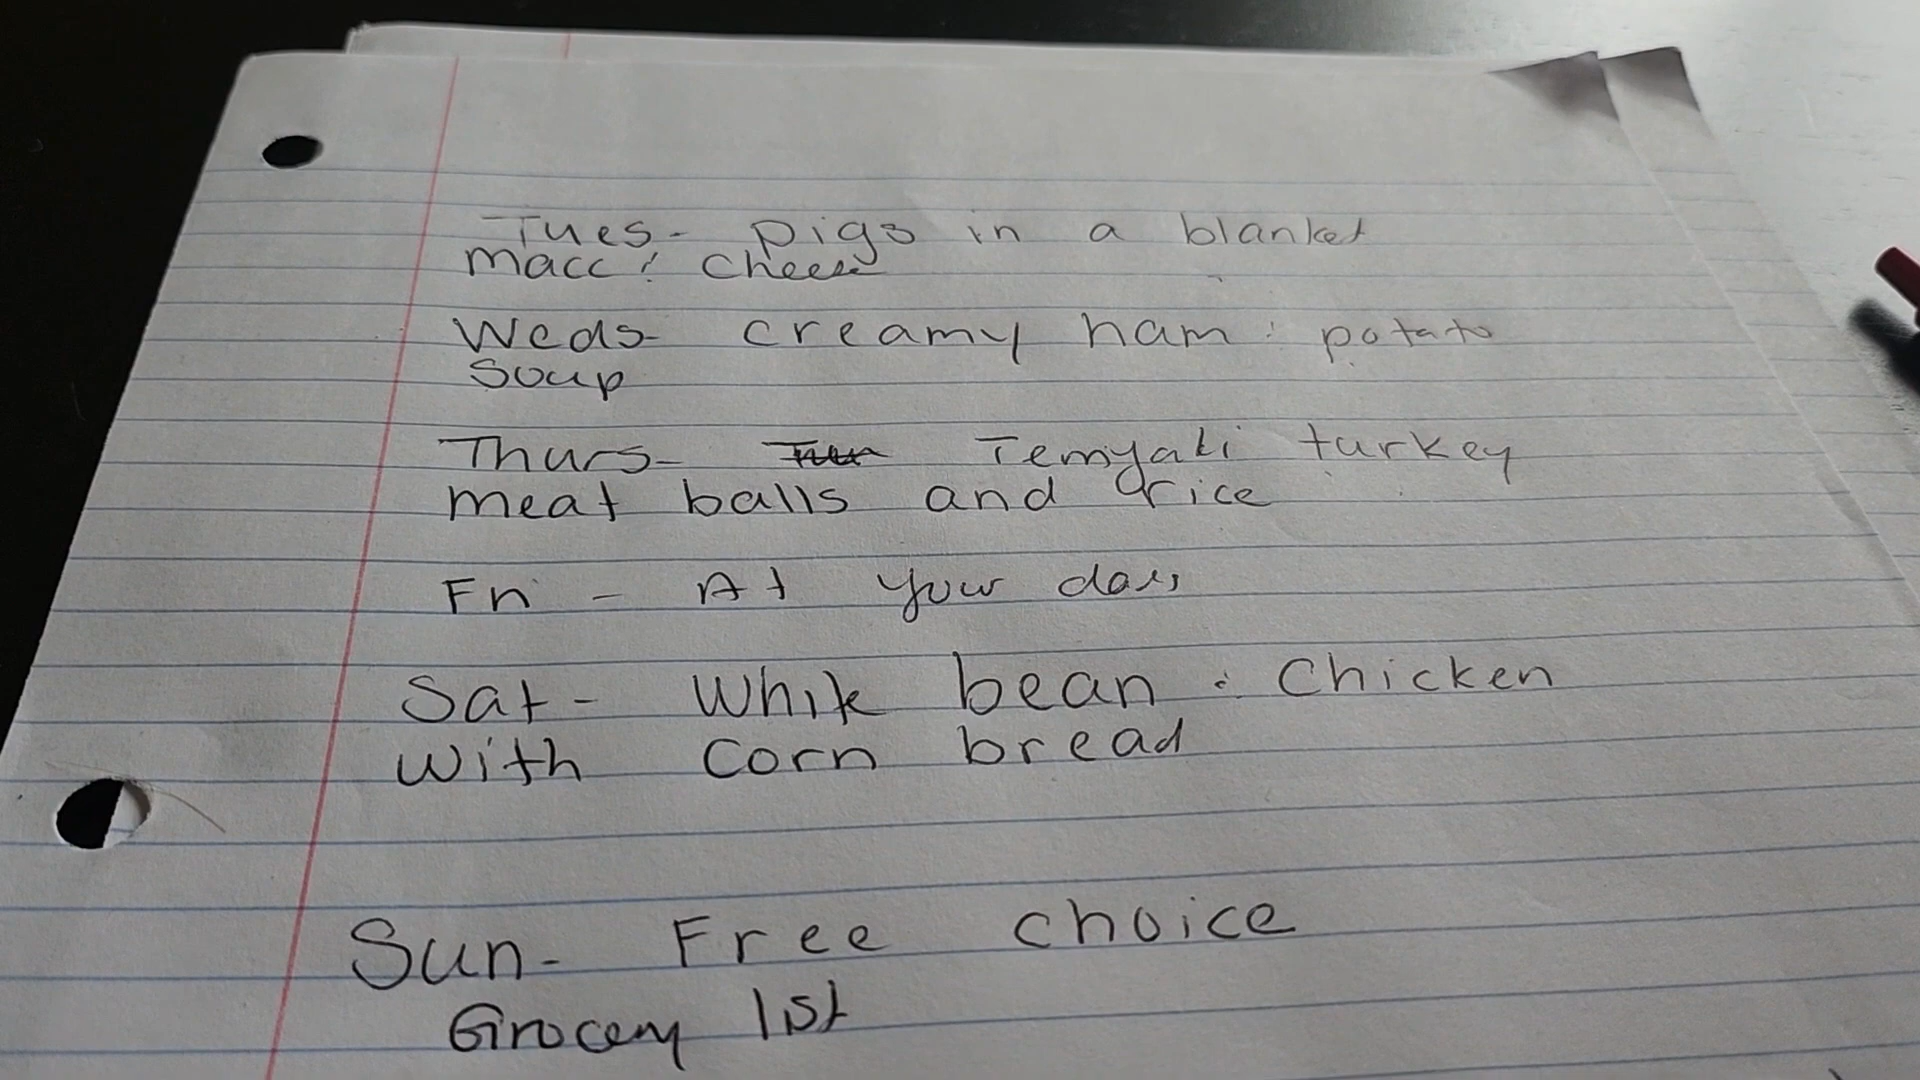 Tues- pigs in a blanket
macc & cheese
Weds- creamy ham & potato
Soup
Thurs- Temyaki turkey
meat balls and rice
Fri - At your dads
Sat- White bean & Chicken
with corn bread
Sun- Free choice
Grocery list